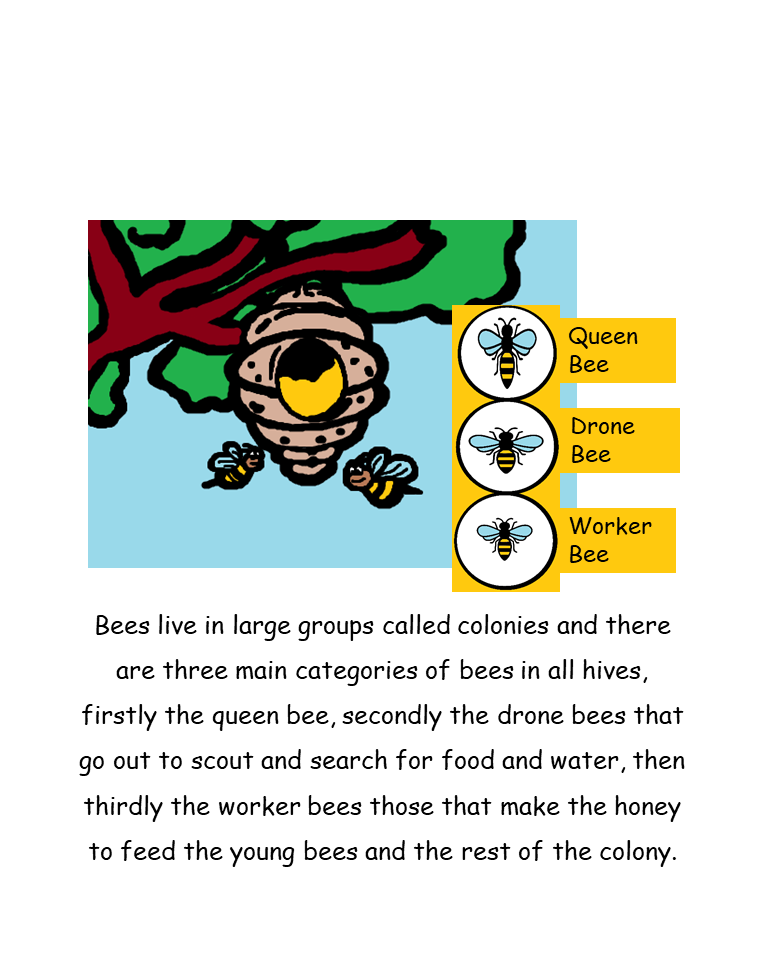 Queen
Bee
Drone
Bee
Worker
Bee
Bees live in large groups called colonies and there
are three main categories of bees in all hives,
firstly the queen bee, secondly the drone bees that
go out to scout and search for food and water, then
thirdly the worker bees those that make the honey
to feed the young bees and the rest of the colony.